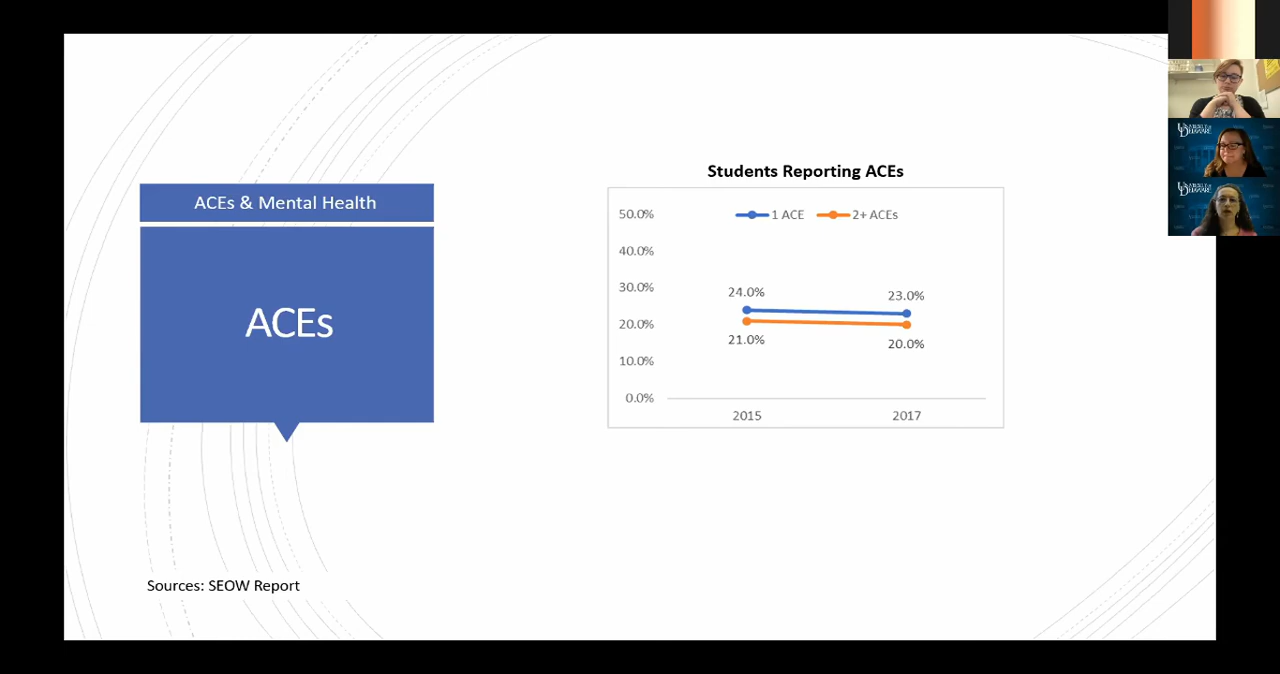 ACEs & Mental Health
ACEs
Sources: SEOW Report
Students Reporting ACEs
1 ACE 2+ ACEs
50.0%
40.0%
30.0%
20.0%
10.0%
0.0%
24.0%
23.0%
21.0%
20.0%
2015 2017